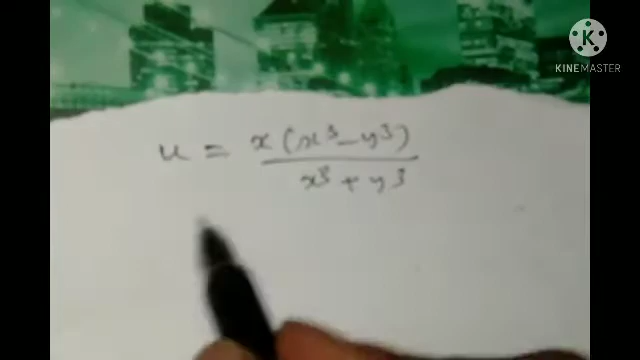 KINEMASTER
u = x(x³-y³) / x³+y³